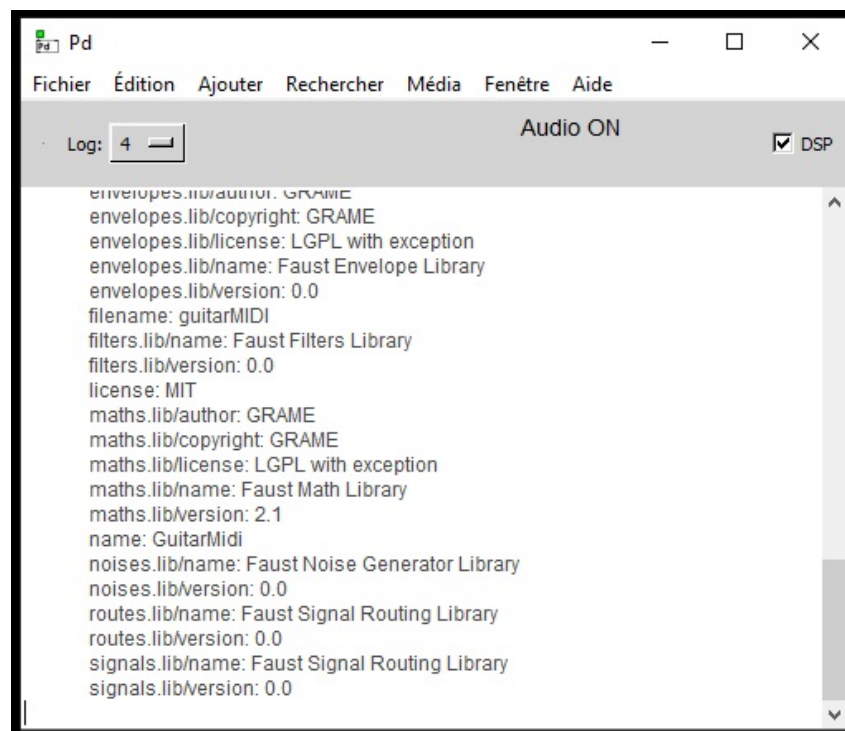 Pd
Fichier Édition Ajouter Rechercher Média Fenêtre Aide
Log: 4 Audio ON DSP
envelopes.lib/author: GRAME
envelopes.lib/copyright: GRAME
envelopes.lib/license: LGPL with exception
envelopes.lib/name: Faust Envelope Library
envelopes.lib/version: 0.0
filename: guitarMIDI
filters.lib/name: Faust Filters Library
filters.lib/version: 0.0
license: MIT
maths.lib/author: GRAME
maths.lib/copyright: GRAME
maths.lib/license: LGPL with exception
maths.lib/name: Faust Math Library
maths.lib/version: 2.1
name: GuitarMidi
noises.lib/name: Faust Noise Generator Library
noises.lib/version: 0.0
routes.lib/name: Faust Signal Routing Library
routes.lib/version: 0.0
signals.lib/name: Faust Signal Routing Library
signals.lib/version: 0.0